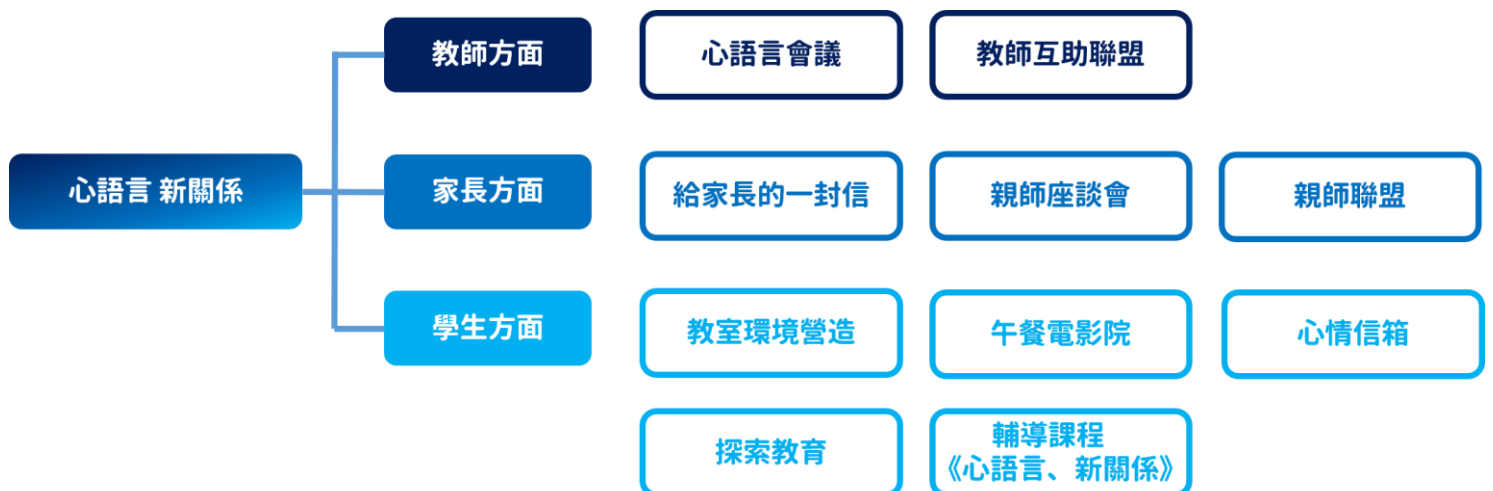 教師方面
心語言會議
教師互助聯盟
心語言 新關係
家長方面
給家長的一封信
親師座談會
親師聯盟
學生方面
教室環境營造
午餐電影院
心情信箱
探索教育
輔導課程
《心語言、新關係》